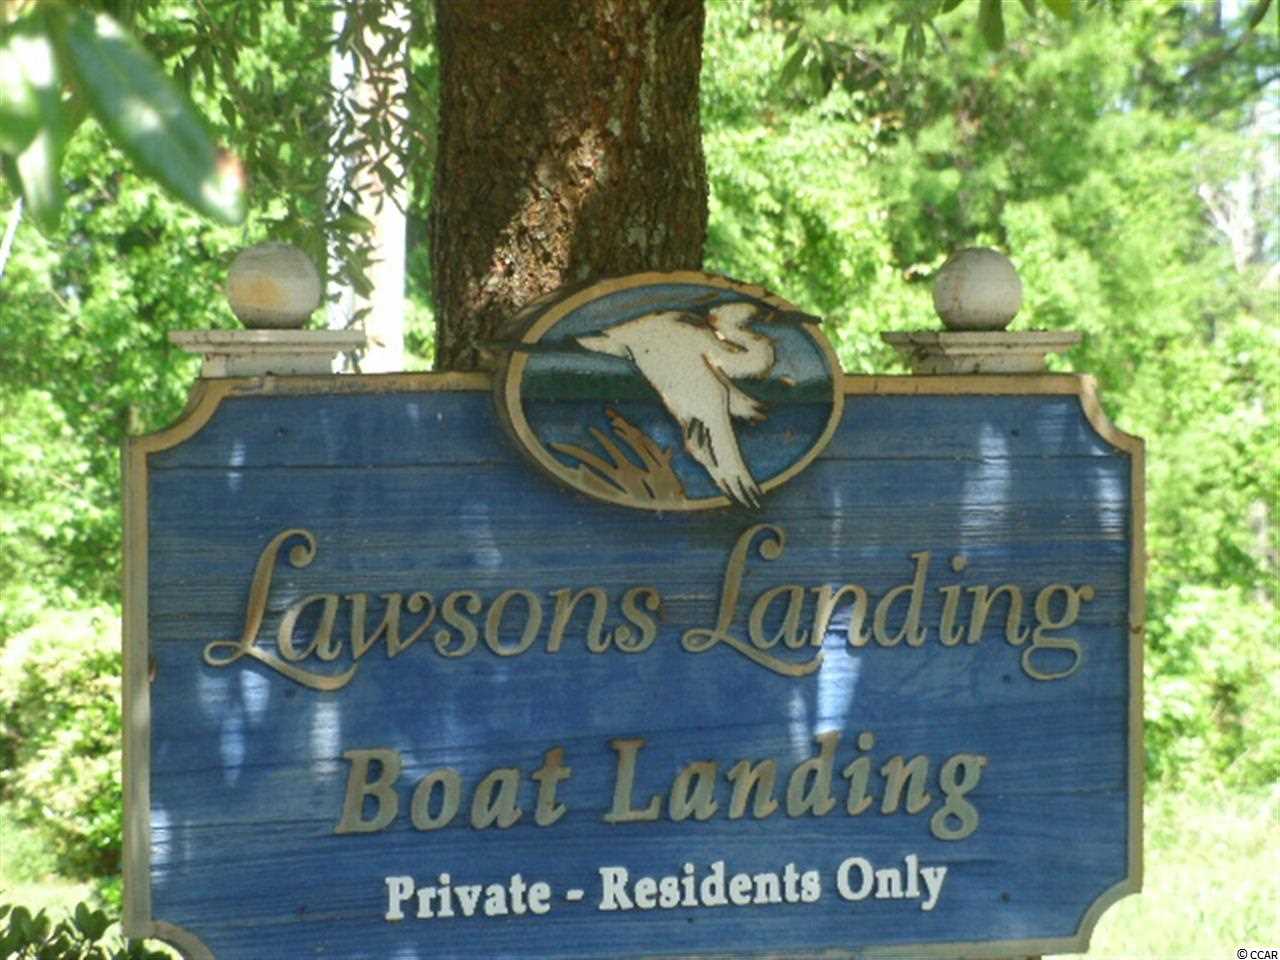 Lawsons Landing
Boat Landing
Private - Residents Only
© CCAR